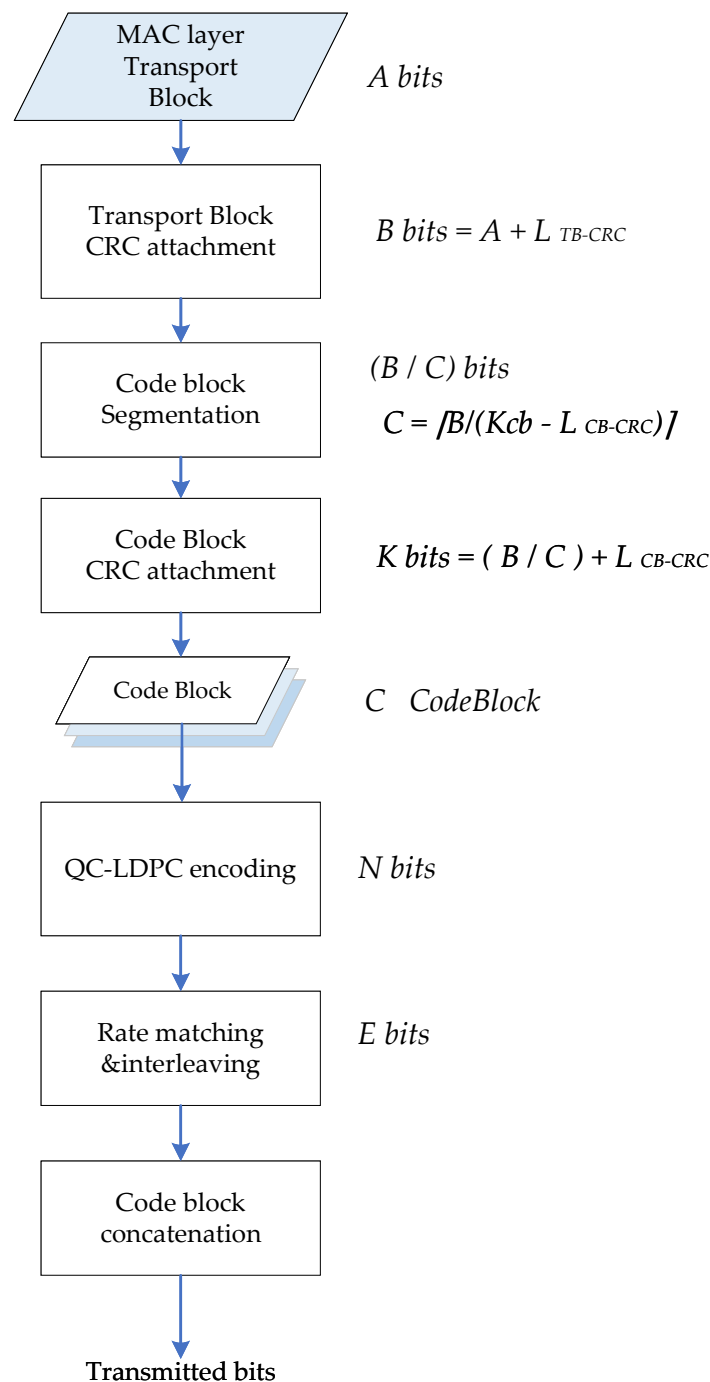 MAC layer
Transport
Block
A bits
Transport Block
CRC attachment
B bits = A + L TB-CRC
Code block
Segmentation
(B / C) bits
C = ⌈B/(Kcb - L CB-CRC)⌉
Code Block
CRC attachment
K bits = ( B / C ) + L CB-CRC
Code Block
C CodeBlock
QC-LDPC encoding
N bits
Rate matching
&interleaving
E bits
Code block
concatenation
Transmitted bits